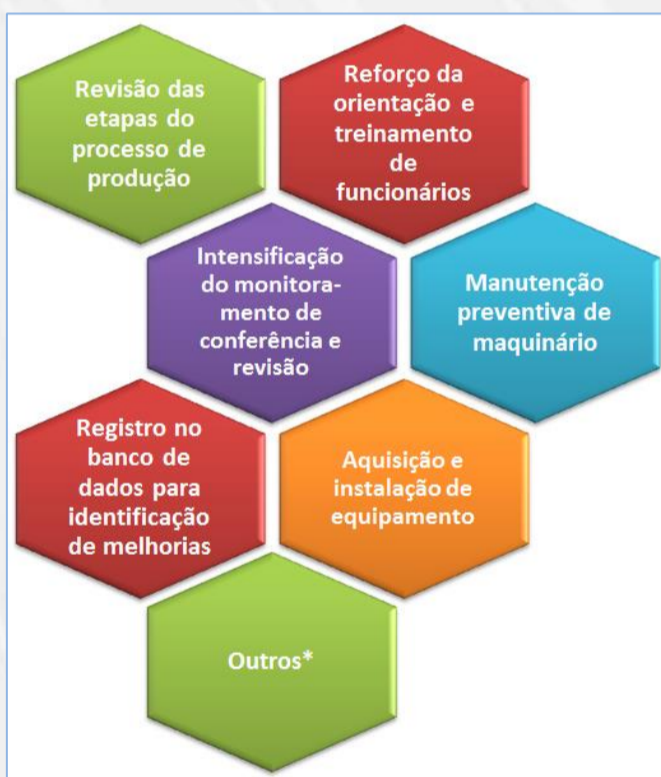 Revisão das
etapas do
processo de
produção
Reforço da
orientação e
treinamento
de
funcionários
Intensificação
do monitora-
mento de
conferência e
revisão
Manutenção
preventiva de
maquinário
Registro no
banco de
dados para
identificação
de melhorias
Aquisição e
instalação de
equipamento
Outros*